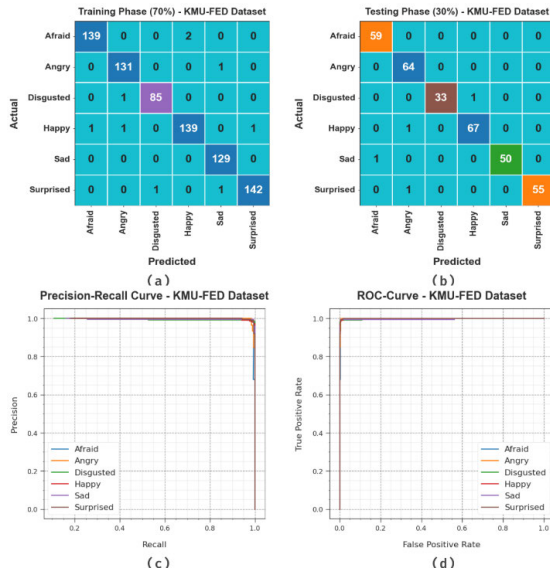 Training Phase (70%) - KMU-FED Dataset
Actual
Afraid 139 0 0 2 0 0
Angry 0 131 0 0 1 0
Disgusted 0 1 85 0 0 0
Happy 1 1 0 139 0 1
Sad 0 0 0 0 129 0
Surprised 0 0 1 0 1 142
Afraid Angry Disgusted Happy Sad Surprised
Predicted
(a)
Testing Phase (30%) - KMU-FED Dataset
Actual
Afraid 59 0 0 0 0 0
Angry 0 64 0 0 0 0
Disgusted 0 0 33 1 0 0
Happy 0 1 0 67 0 0
Sad 1 0 0 0 50 0
Surprised 0 1 0 0 0 55
Afraid Angry Disgusted Happy Sad Surprised
Predicted
(b)
Precision-Recall Curve - KMU-FED Dataset
Precision
1.0
0.8
0.6
0.4
0.2
0.0
Afraid
Angry
Disgusted
Happy
Sad
Surprised
0.2 0.4 0.6 0.8 1.0
Recall
(c)
ROC-Curve - KMU-FED Dataset
True Positive Rate
1.0
0.8
0.6
0.4
0.2
0.0
Afraid
Angry
Disgusted
Happy
Sad
Surprised
0.0 0.2 0.4 0.6 0.8 1.0
False Positive Rate
(d)